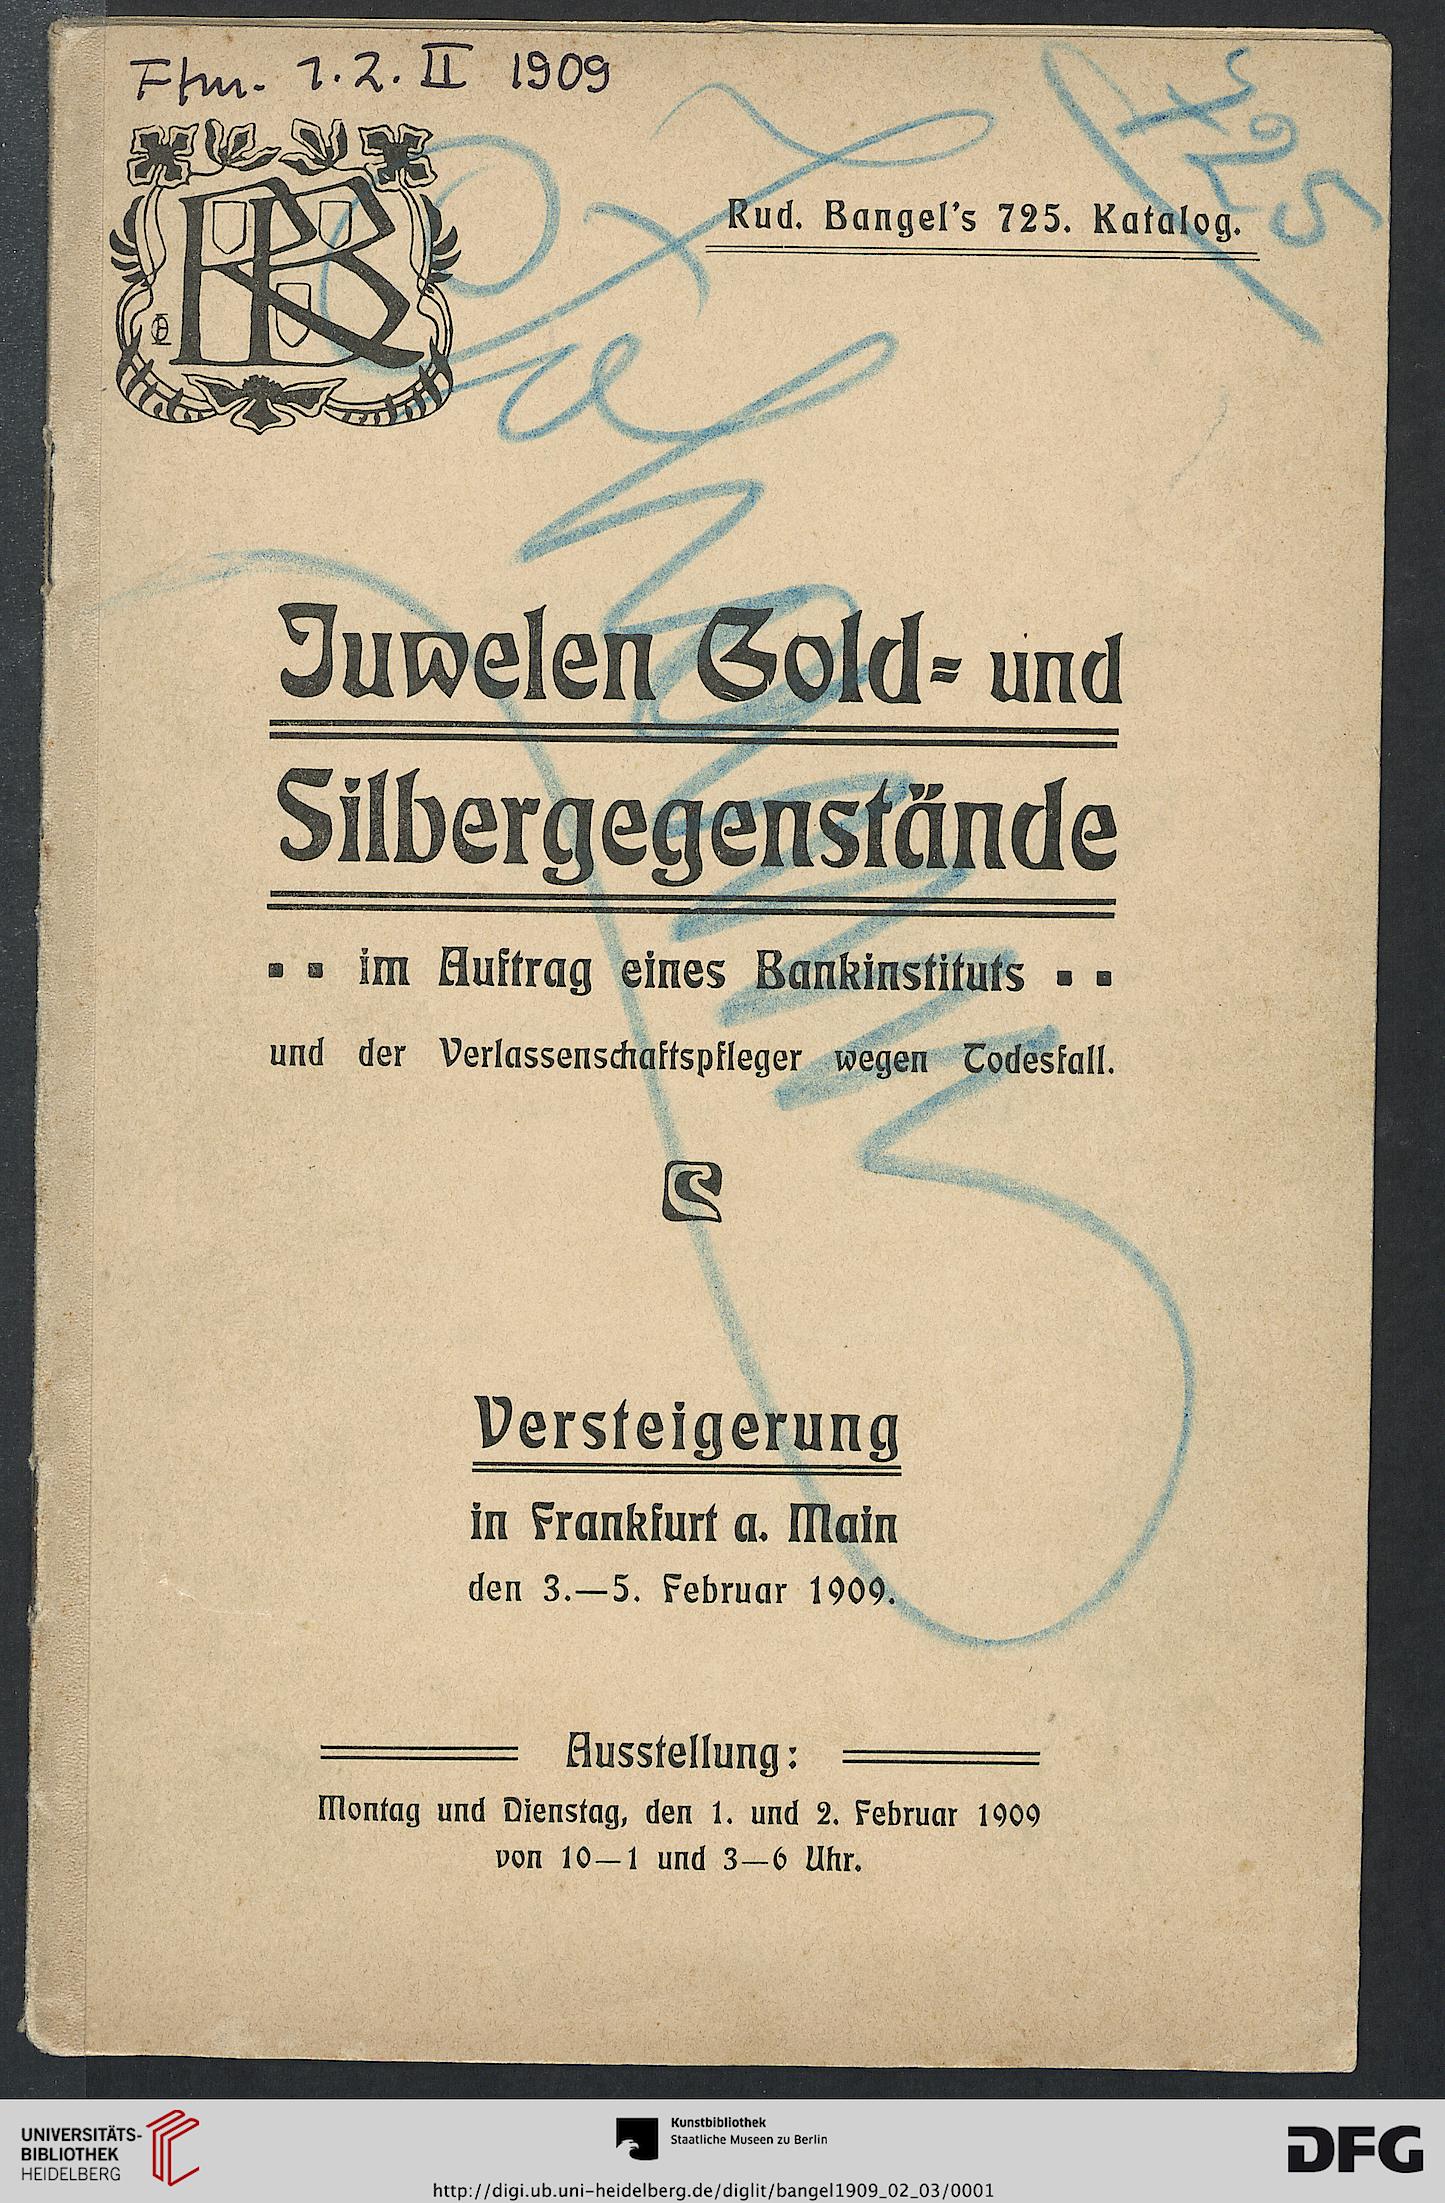 1. 2. II 1909
RB
Rud. Bangel's 725. Katalog.
725
Juwelen Gold- und
Silbergegenstände
im Auftrag eines Bankinstituts
und der Verlassenschaftspfleger wegen Todesfall.
Versteigerung
in Frankfurt a. Main
den 3.—5. Februar 1909.
Ausstellung:
Montag und Dienstag, den 1. und 2. Februar 1909
von 10—1 und 3—6 Uhr.
UNIVERSITÄTS-
BIBLIOTHEK
HEIDELBERG
Kunstbibliothek
Staatliche Museen zu Berlin
DFG
http://digi.ub.uni-heidelberg.de/diglit/bangel1909_02_03/0001